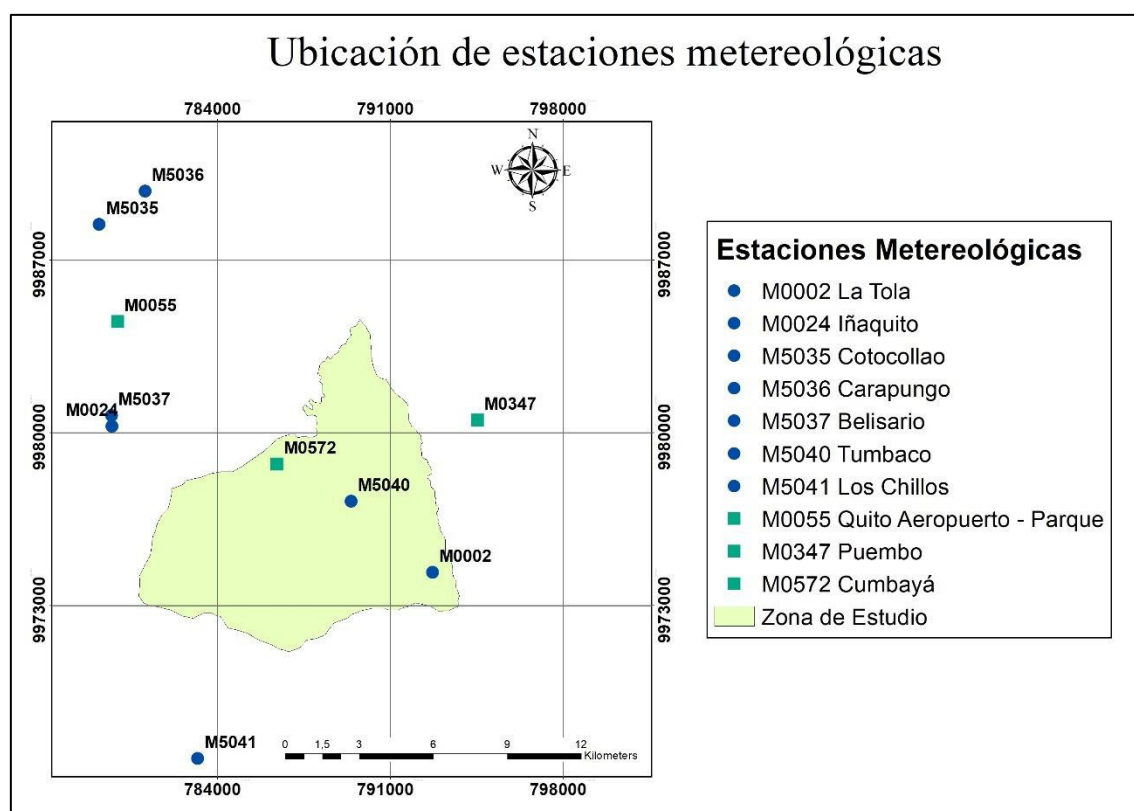 Ubicación de estaciones metereológicas
784000 791000 798000
N
W E
S
M5036
M5035
9987000 9987000
M0055
M5037
M0024
M0347
9980000 9980000
M0572
M5040
M0002
9973000 9973000
M5041
0 1,5 3 6 9 12
Kilometers
784000 791000 798000
Estaciones Metereológicas
M0002 La Tola
M0024 Iñaquito
M5035 Cotocollao
M5036 Carapungo
M5037 Belisario
M5040 Tumbaco
M5041 Los Chillos
M0055 Quito Aeropuerto - Parque
M0347 Puembo
M0572 Cumbayá
Zona de Estudio